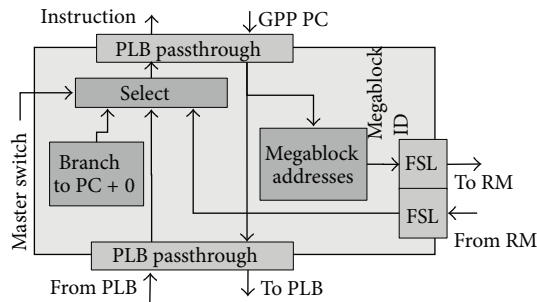 Instruction
GPP PC
PLB passthrough
Select
Master switch
Branch
to PC + 0
Megablock
addresses
Megablock
ID
FSL
To RM
FSL
From RM
PLB passthrough
From PLB
To PLB